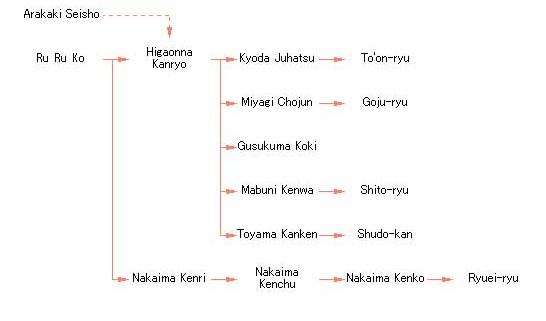 Arakaki Seisho
Ru Ru Ko
Higaonna
Kanryo
Kyoda Juhatsu
To'on-ryu
Miyagi Chojun
Goju-ryu
Gusukuma Koki
Mabuni Kenwa
Shito-ryu
Toyama Kanken
Shudo-kan
Nakaima Kenri
Nakaima
Kenchu
Nakaima Kenko
Ryuei-ryu